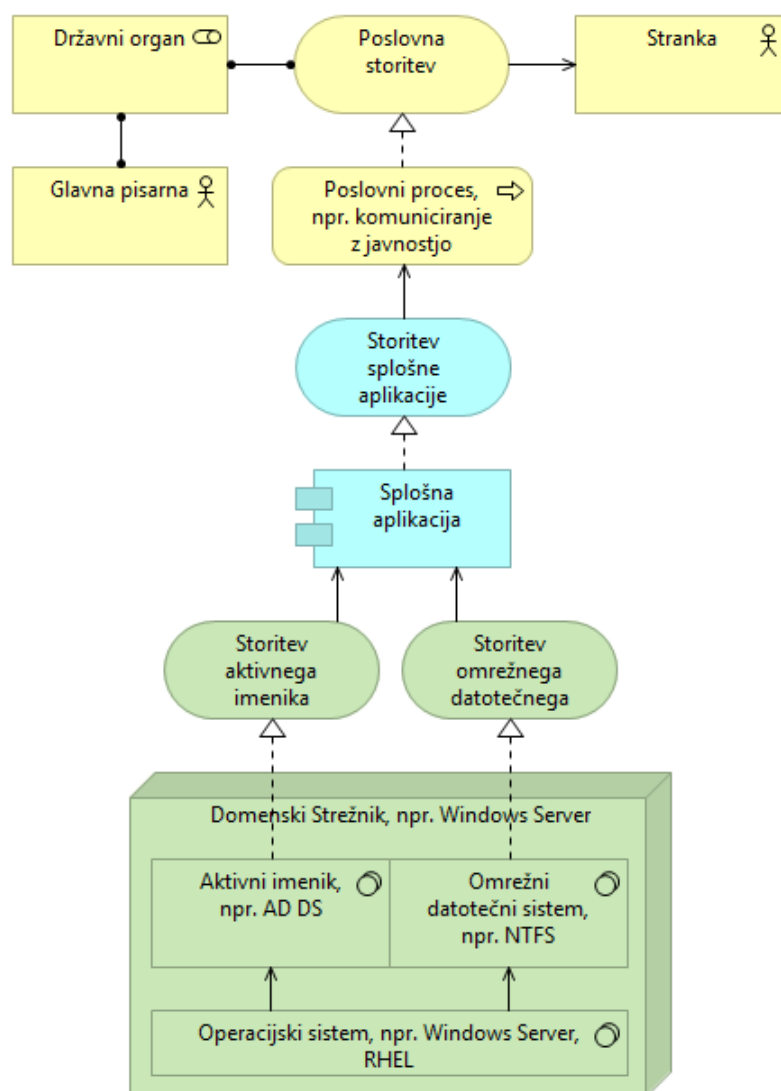 Državni organ
Poslovna
storitev
Stranka
Glavna pisarna
Poslovni proces,
npr. komuniciranje
z javnostjo
Storitev
splošne
aplikacije
Splošna
aplikacija
Storitev
aktivnega
imenika
Storitev
omrežnega
datotečnega
Domenski Strežnik, npr. Windows Server
Aktivni imenik,
npr. AD DS
Omrežni
datotečni sistem,
npr. NTFS
Operacijski sistem, npr. Windows Server,
RHEL